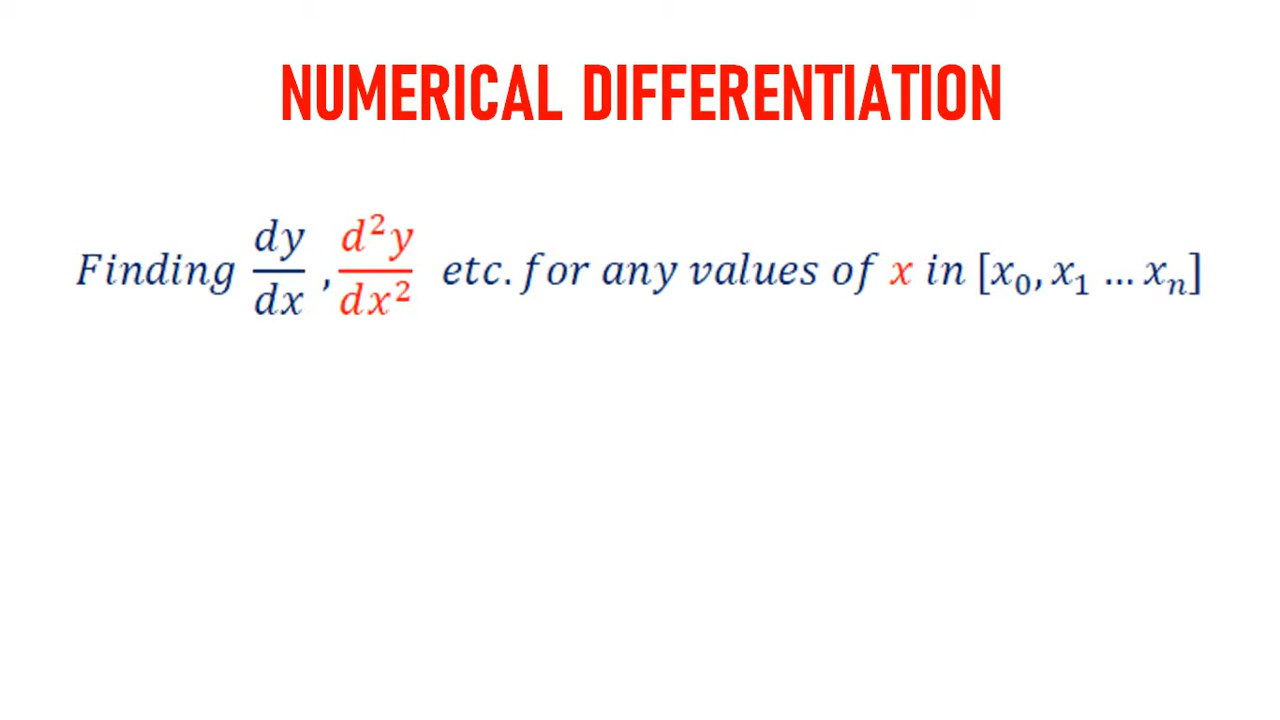 NUMERICAL DIFFERENTIATION
Finding dy/dx , d²y/dx² etc. for any values of x in [x₀, x₁ … xₙ]